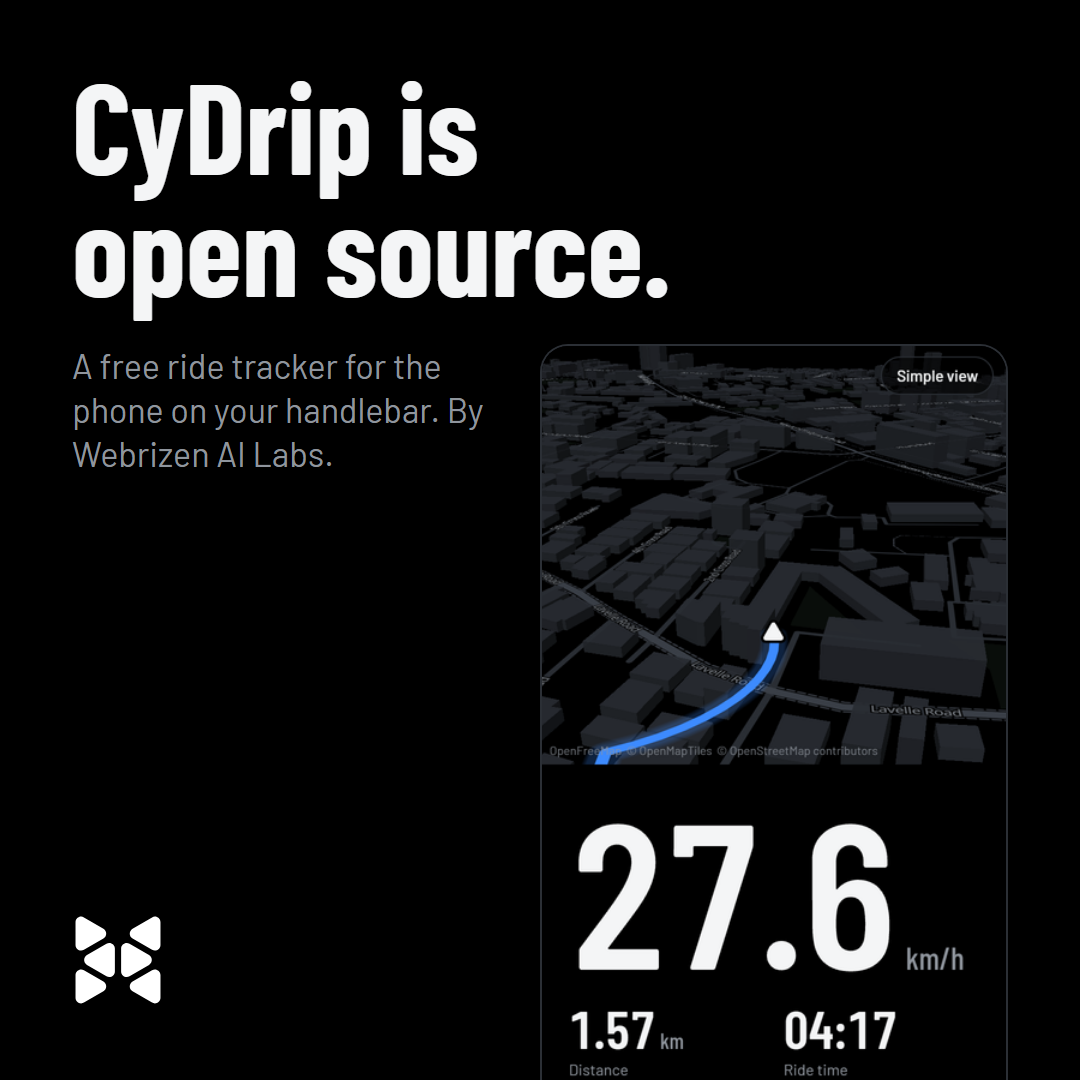 CyDrip is
open source.
A free ride tracker for the
phone on your handlebar. By
Webrizen AI Labs.
Simple view
Lavelle Road
Lavelle Road
Lavelle Road
OpenFreeMap © OpenMapTiles © OpenStreetMap contributors
27.6 km/h
1.57 km
Distance
04:17
Ride time